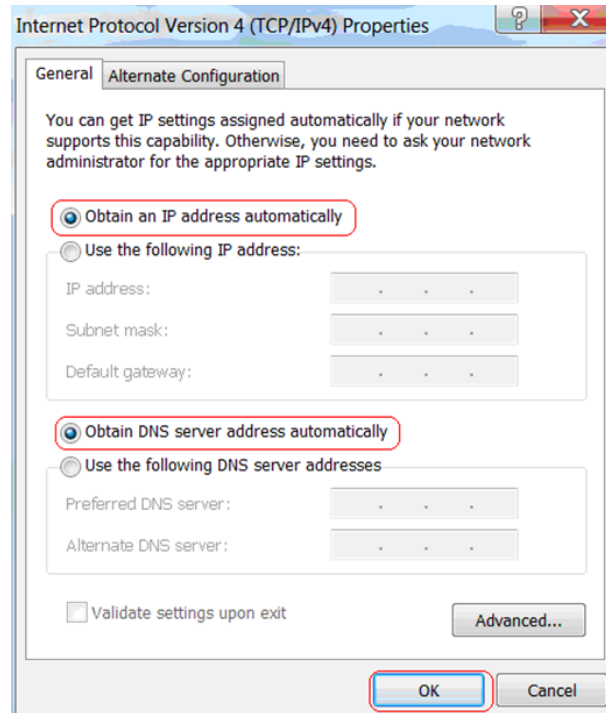 Internet Protocol Version 4 (TCP/IPv4) Properties
General
Alternate Configuration
You can get IP settings assigned automatically if your network
supports this capability. Otherwise, you need to ask your network
administrator for the appropriate IP settings.
Obtain an IP address automatically
Use the following IP address:
IP address:
Subnet mask:
Default gateway:
Obtain DNS server address automatically
Use the following DNS server addresses
Preferred DNS server:
Alternate DNS server:
Validate settings upon exit
Advanced...
OK
Cancel